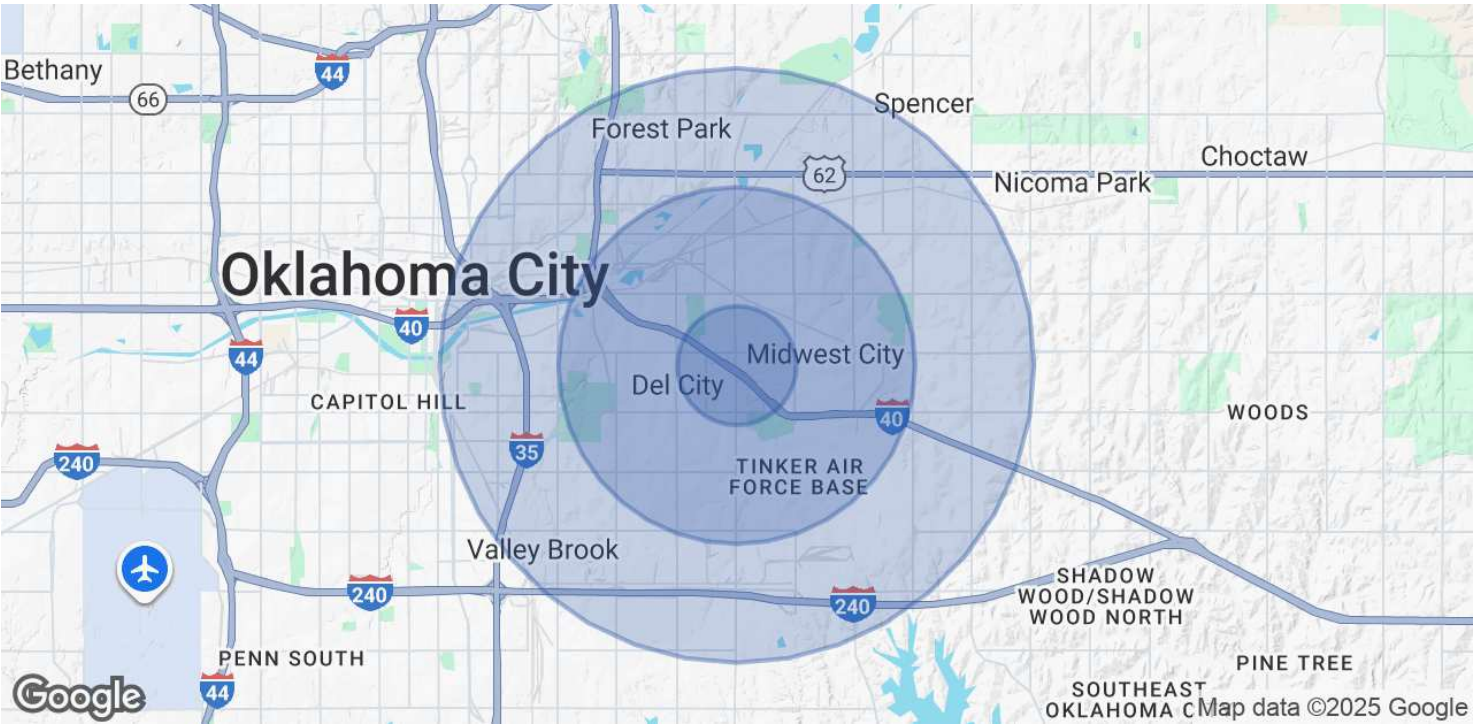 Bethany
44
66
Spencer
Forest Park
Choctaw
62
Nicoma Park
Oklahoma City
40
44
Midwest City
Del City
CAPITOL HILL
40
WOODS
35
240
TINKER AIR
FORCE BASE
Valley Brook
240
240
SHADOW
WOOD/SHADOW
WOOD NORTH
PENN SOUTH
PINE TREE
44
SOUTHEAST
OKLAHOMA
Google
Map data ©2025 Google